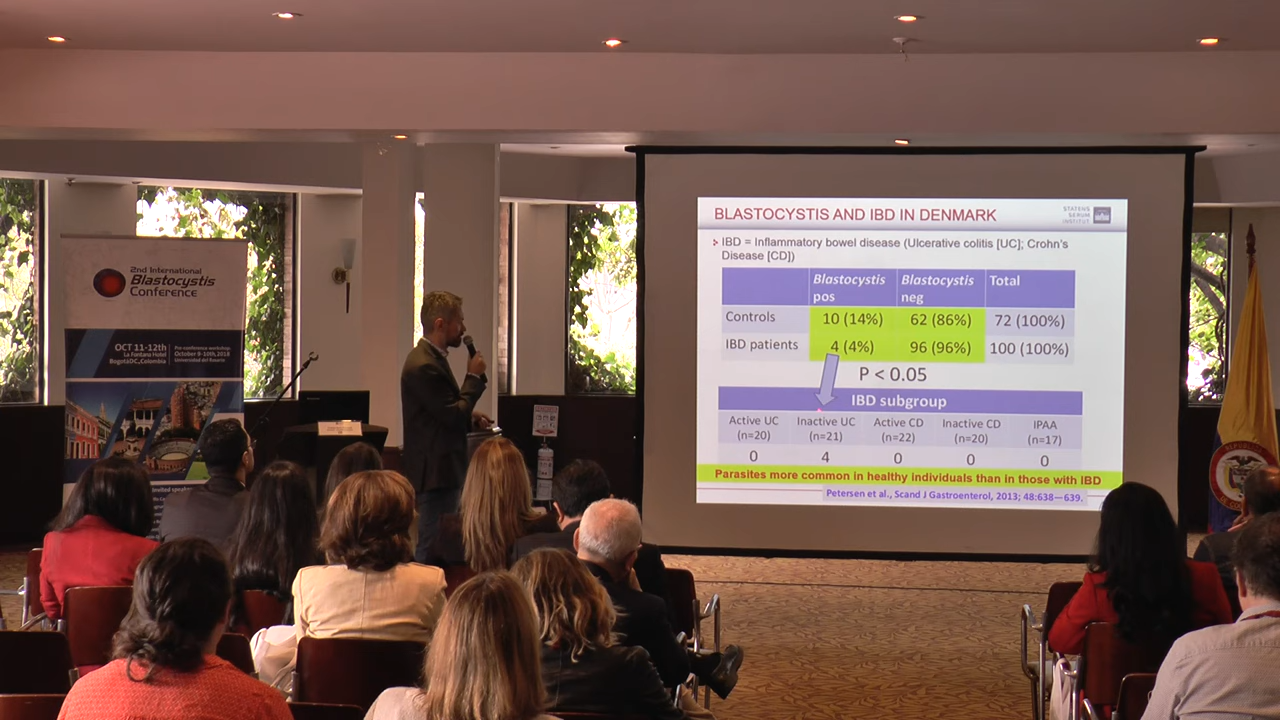 2nd International
Blastocystis
Conference
OCT 11-12th
La Fontana Hotel
BogotáDC, Colombia
Pre-conference workshop
October 8-10th, 2018
Universidad del Rosario
BLASTOCYSTIS AND IBD IN DENMARK
STATENS
SERUM
INSTITUT
IBD = Inflammatory bowel disease (Ulcerative colitis [UC]; Crohn's
Disease [CD])
Blastocystis pos Blastocystis neg Total
Controls 10 (14%) 62 (86%) 72 (100%)
IBD patients 4 (4%) 96 (96%) 100 (100%)
P < 0.05
IBD subgroup
Active UC (n=20) Inactive UC (n=21) Active CD (n=22) Inactive CD (n=20) IPAA (n=17)
0 4 0 0 0
Parasites more common in healthy individuals than in those with IBD
Petersen et al., Scand J Gastroenterol, 2013; 48:638—639.